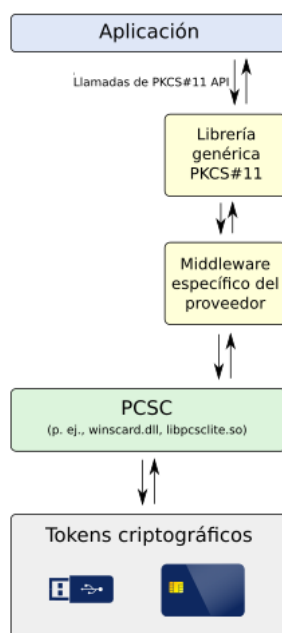 Aplicación
Llamadas de PKCS#11 API
Librería
genérica
PKCS#11
Middleware
específico del
proveedor
PCSC
(p. ej., winscard.dll, libpcsclite.so)
Tokens criptográficos